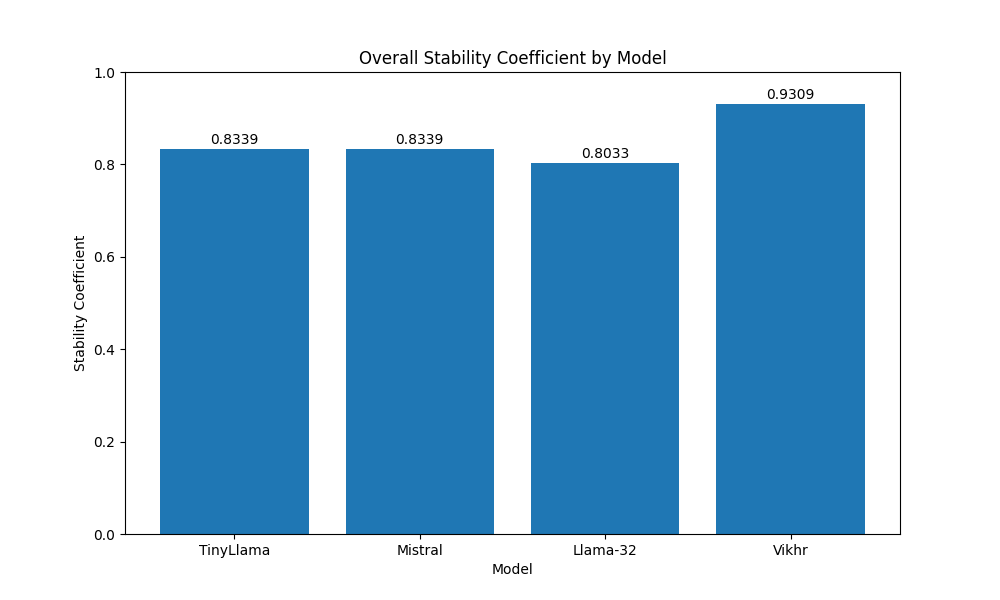 Overall Stability Coefficient by Model
1.0
0.8
0.6
0.4
0.2
0.0
Stability Coefficient
0.8339
0.8339
0.8033
0.9309
TinyLlama
Mistral
Llama-32
Vikhr
Model